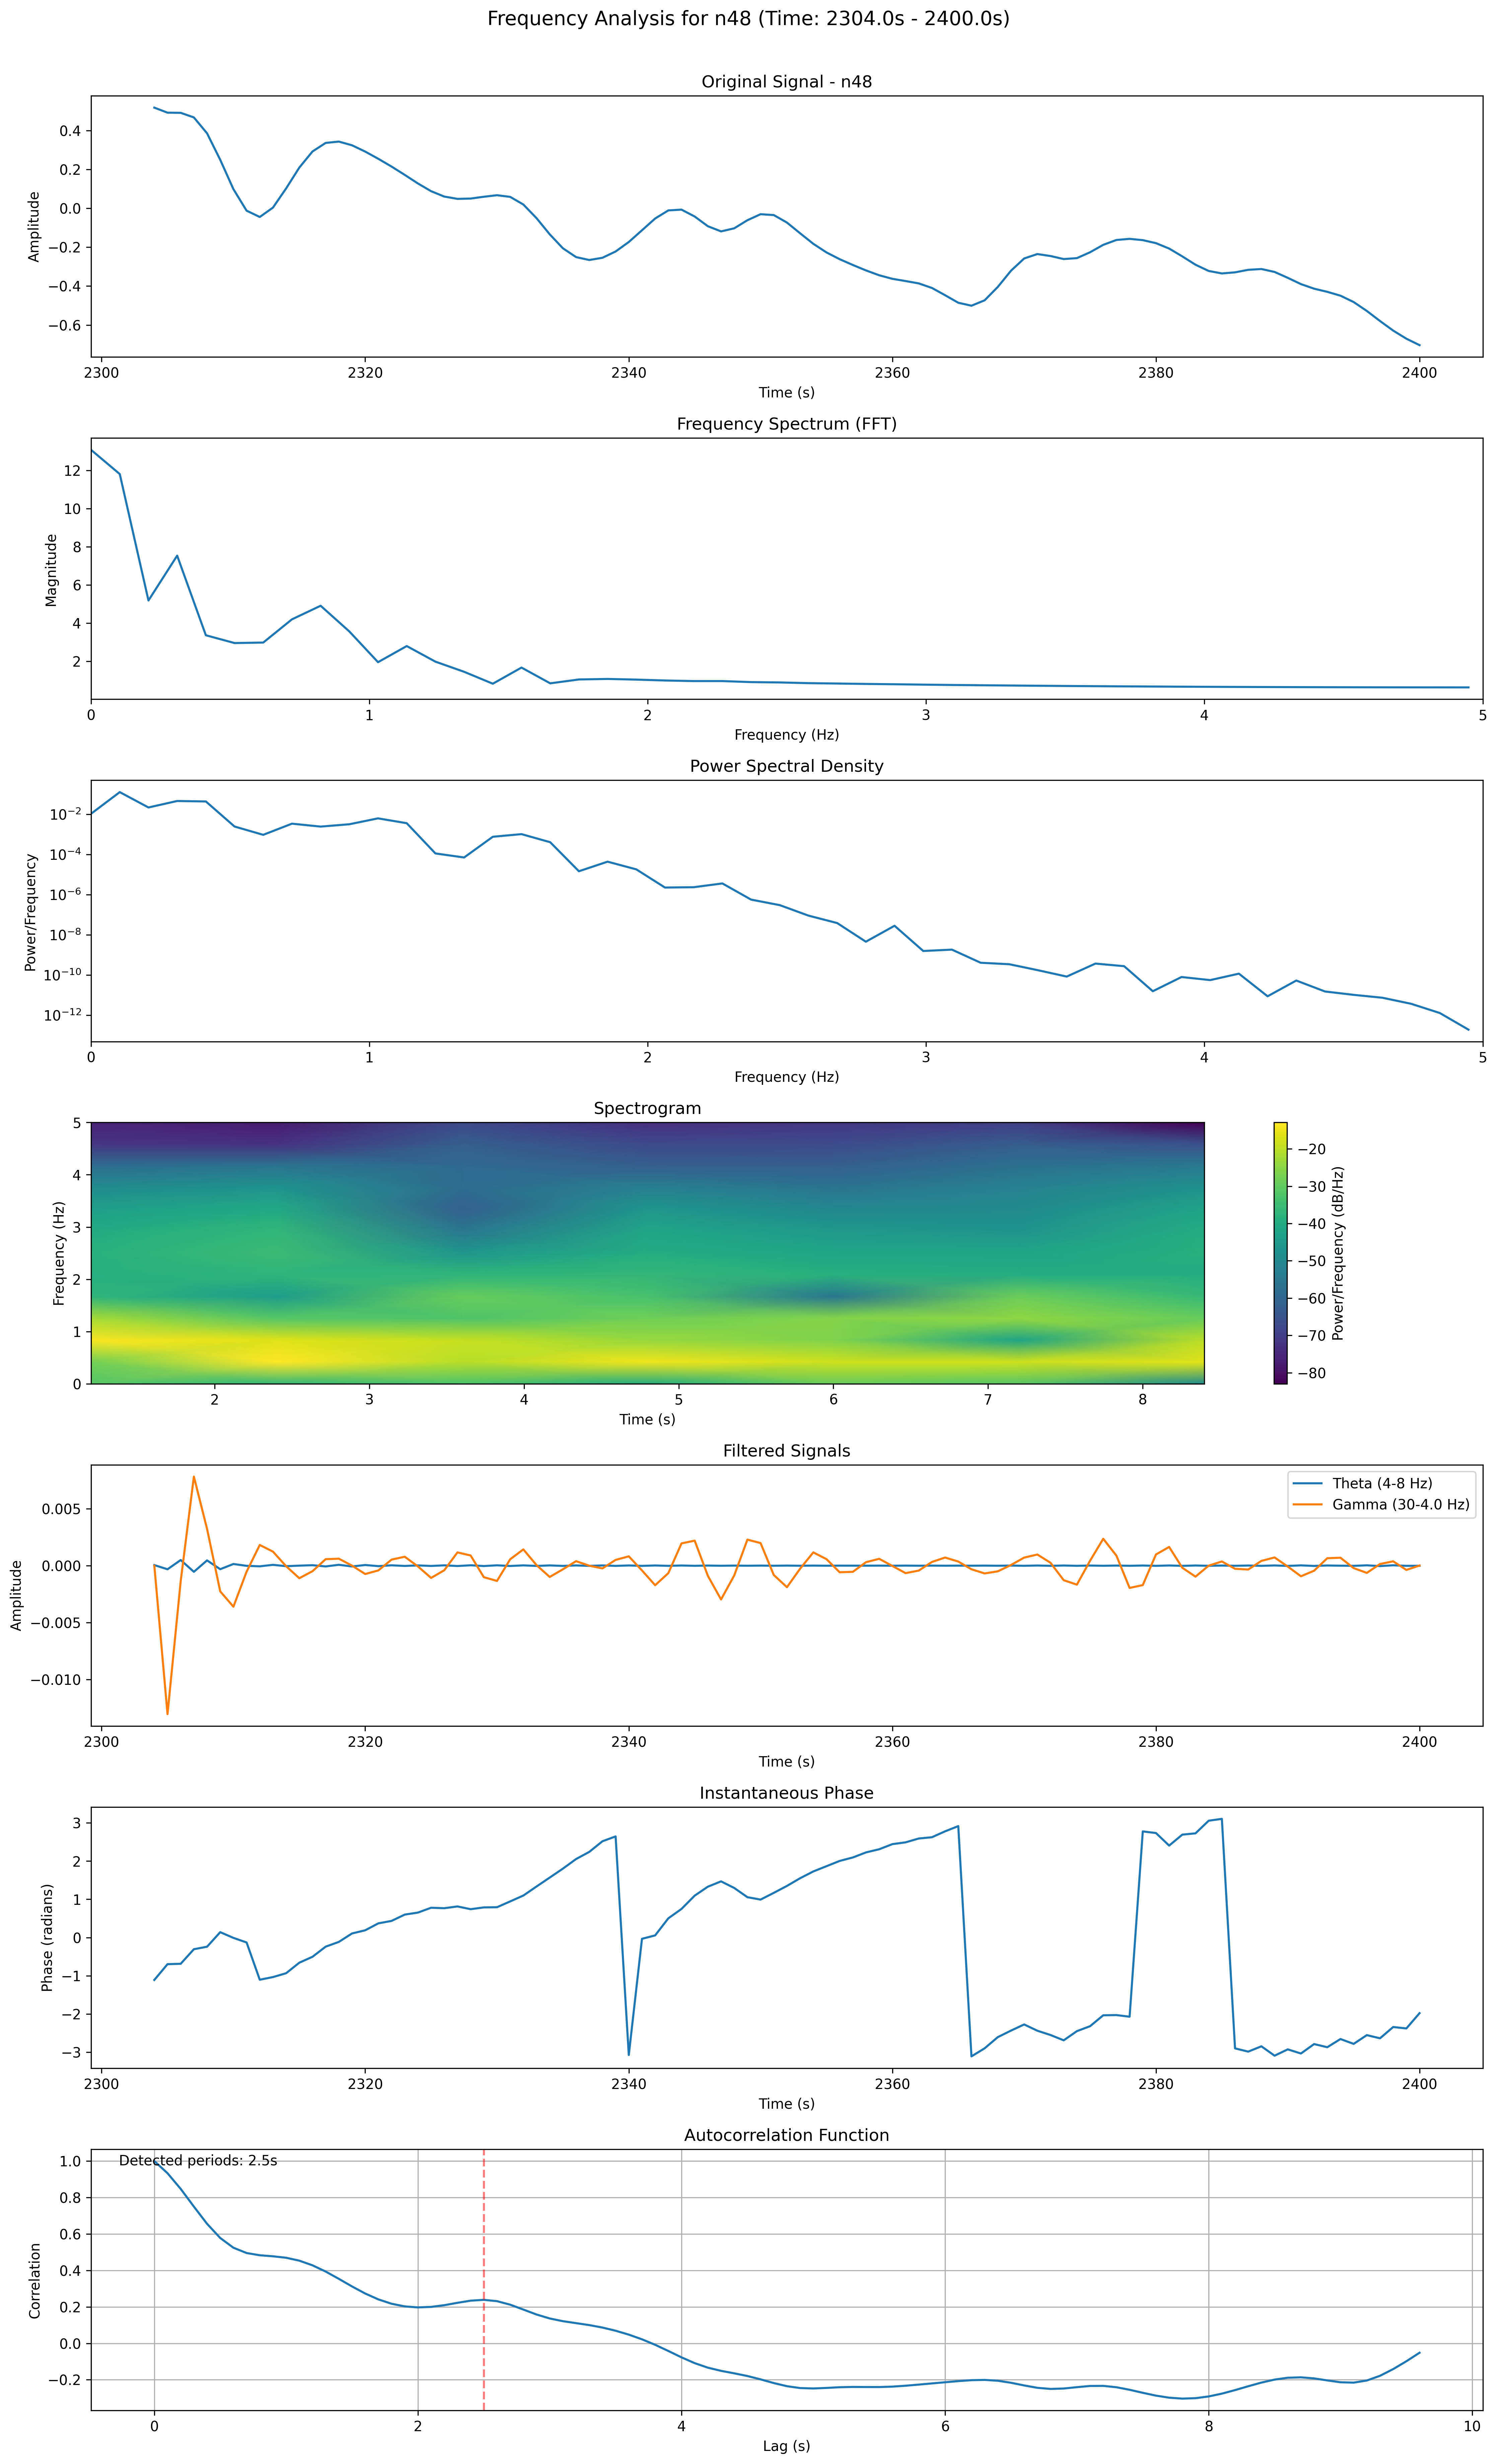 Frequency Analysis for n48 (Time: 2304.0s - 2400.0s)
Original Signal - n48
Amplitude
0.4
0.2
0.0
−0.2
−0.4
−0.6
2300 2320 2340 2360 2380 2400
Time (s)
Frequency Spectrum (FFT)
Magnitude
12
10
8
6
4
2
0 1 2 3 4 5
Frequency (Hz)
Power Spectral Density
Power/Frequency
10⁻²
10⁻⁴
10⁻⁶
10⁻⁸
10⁻¹⁰
10⁻¹²
0 1 2 3 4 5
Frequency (Hz)
Spectrogram
Frequency (Hz)
5
4
3
2
1
0
2 3 4 5 6 7 8
Time (s)
−20
−30
−40
−50
−60
−70
−80
Power/Frequency (dB/Hz)
Filtered Signals
Theta (4-8 Hz)
Gamma (30-4.0 Hz)
Amplitude
0.005
0.000
−0.005
−0.010
2300 2320 2340 2360 2380 2400
Time (s)
Instantaneous Phase
Phase (radians)
3
2
1
0
−1
−2
−3
2300 2320 2340 2360 2380 2400
Time (s)
Autocorrelation Function
Detected periods: 2.5s
Correlation
1.0
0.8
0.6
0.4
0.2
0.0
−0.2
0 2 4 6 8 10
Lag (s)